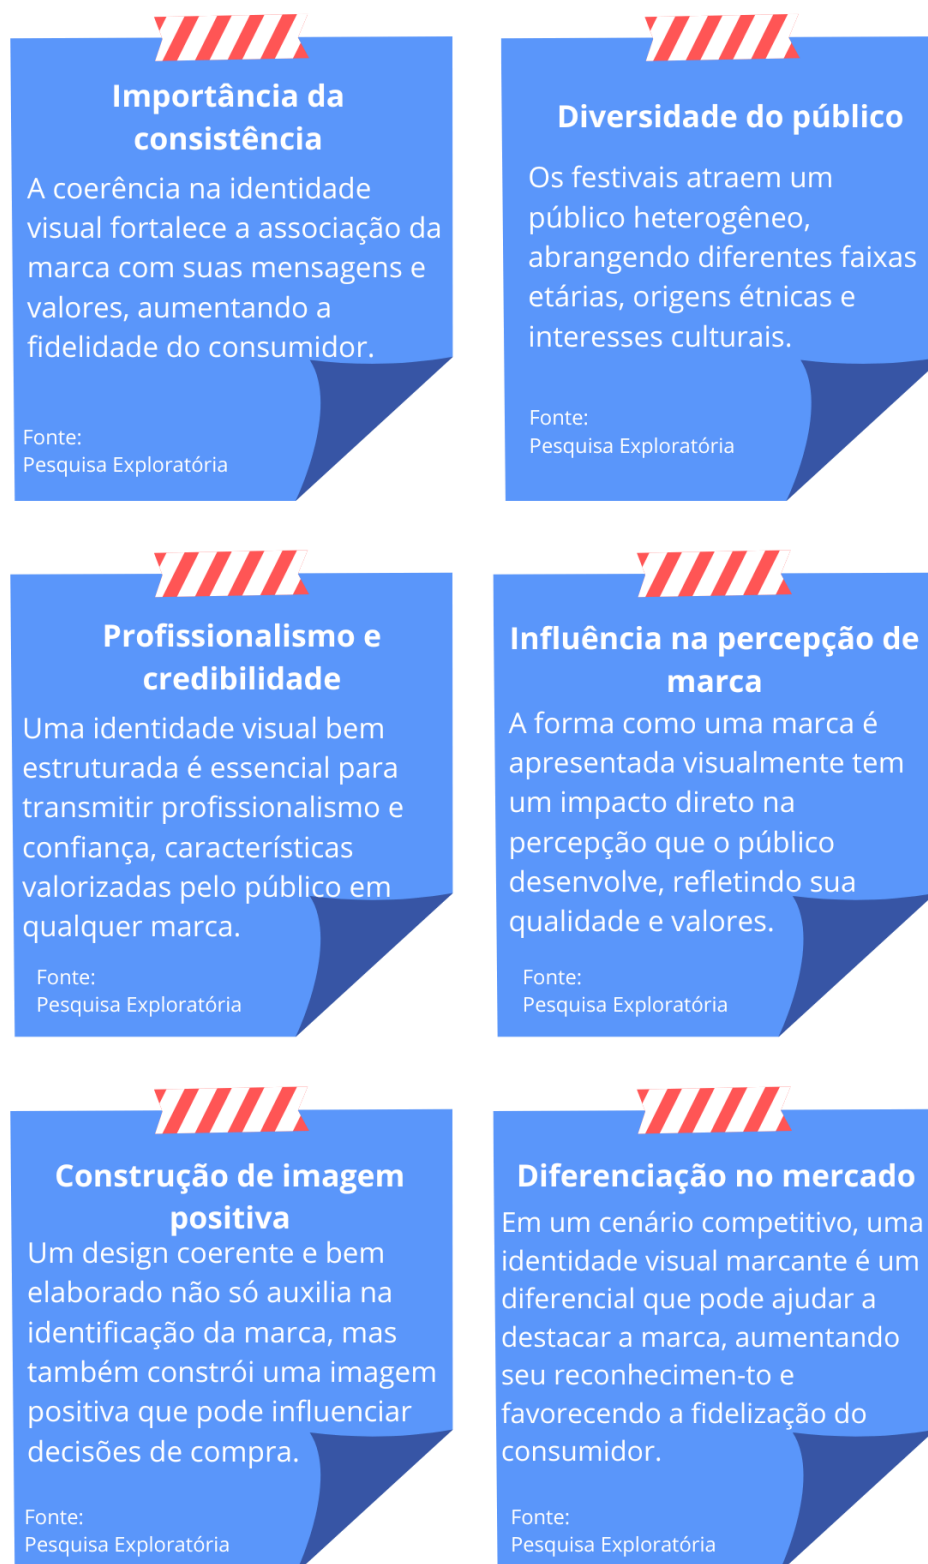 Importância da
consistência
A coerência na identidade
visual fortalece a associação da
marca com suas mensagens e
valores, aumentando a
fidelidade do consumidor.
Fonte:
Pesquisa Exploratória
Diversidade do público
Os festivais atraem um
público heterogêneo,
abrangendo diferentes faixas
etárias, origens étnicas e
interesses culturais.
Fonte:
Pesquisa Exploratória
Profissionalismo e
credibilidade
Uma identidade visual bem
estruturada é essencial para
transmitir profissionalismo e
confiança, características
valorizadas pelo público em
qualquer marca.
Fonte:
Pesquisa Exploratória
Influência na percepção de
marca
A forma como uma marca é
apresentada visualmente tem
um impacto direto na
percepção que o público
desenvolve, refletindo sua
qualidade e valores.
Fonte:
Pesquisa Exploratória
Construção de imagem
positiva
Um design coerente e bem
elaborado não só auxilia na
identificação da marca, mas
também constrói uma imagem
positiva que pode influenciar
decisões de compra.
Fonte:
Pesquisa Exploratória
Diferenciação no mercado
Em um cenário competitivo, uma
identidade visual marcante é um
diferencial que pode ajudar a
destacar a marca, aumentando
seu reconhecimen-to e
favorecendo a fidelização do
consumidor.
Fonte:
Pesquisa Exploratória